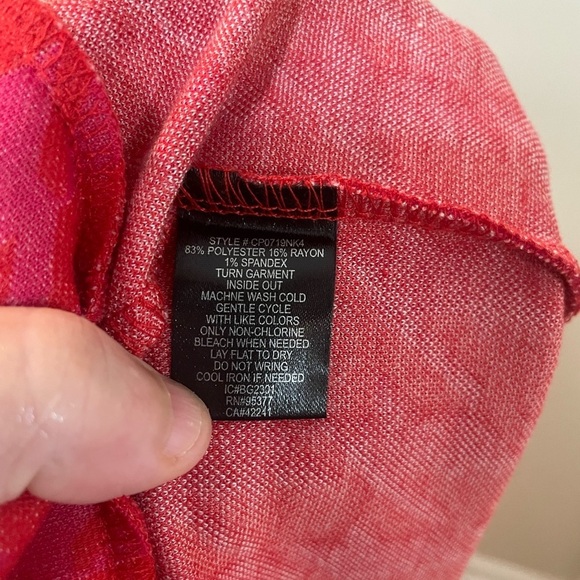 STYLE # CP0719NK4
83% POLYESTER 16% RAYON
1% SPANDEX
TURN GARMENT
INSIDE OUT
MACHNE WASH COLD
GENTLE CYCLE
WITH LIKE COLORS
ONLY NON-CHLORINE
BLEACH WHEN NEEDED
LAY FLAT TO DRY
DO NOT WRING
COOL IRON IF NEEDED
IC#BG2301
RN#95377
CA#42241